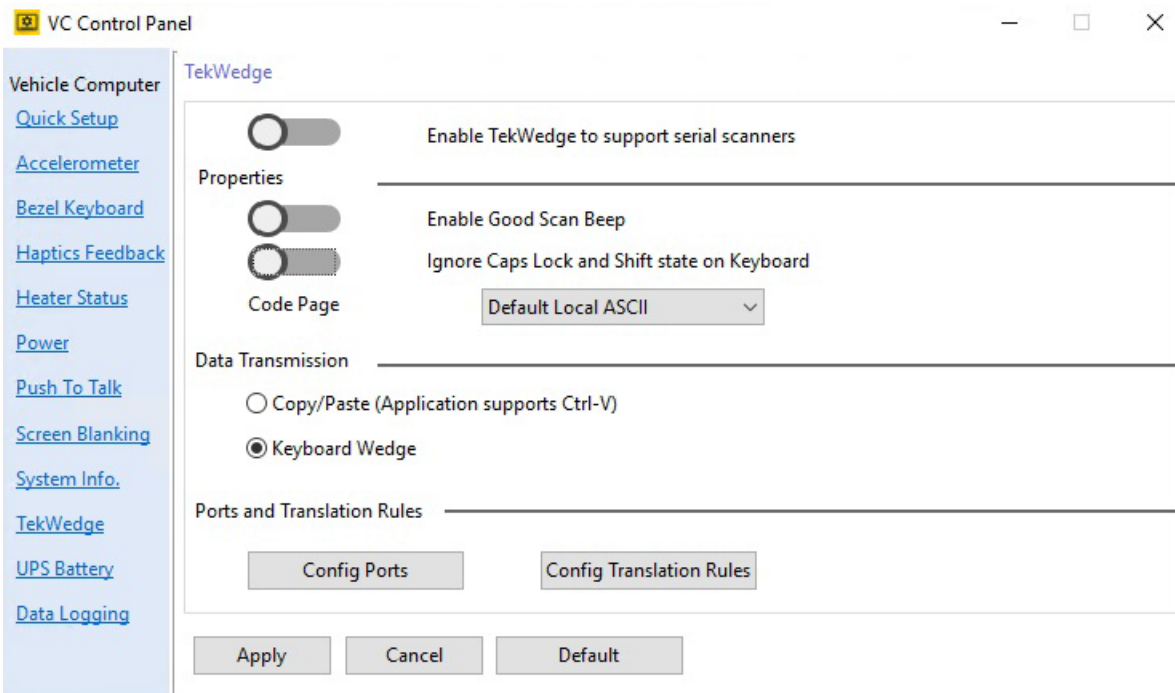 VC Control Panel
Vehicle Computer
Quick Setup
Accelerometer
Bezel Keyboard
Haptics Feedback
Heater Status
Power
Push To Talk
Screen Blanking
System Info.
TekWedge
UPS Battery
Data Logging
TekWedge
Enable TekWedge to support serial scanners
Properties
Enable Good Scan Beep
Ignore Caps Lock and Shift state on Keyboard
Code Page
Default Local ASCII
Data Transmission
Copy/Paste (Application supports Ctrl-V)
Keyboard Wedge
Ports and Translation Rules
Config Ports
Config Translation Rules
Apply
Cancel
Default